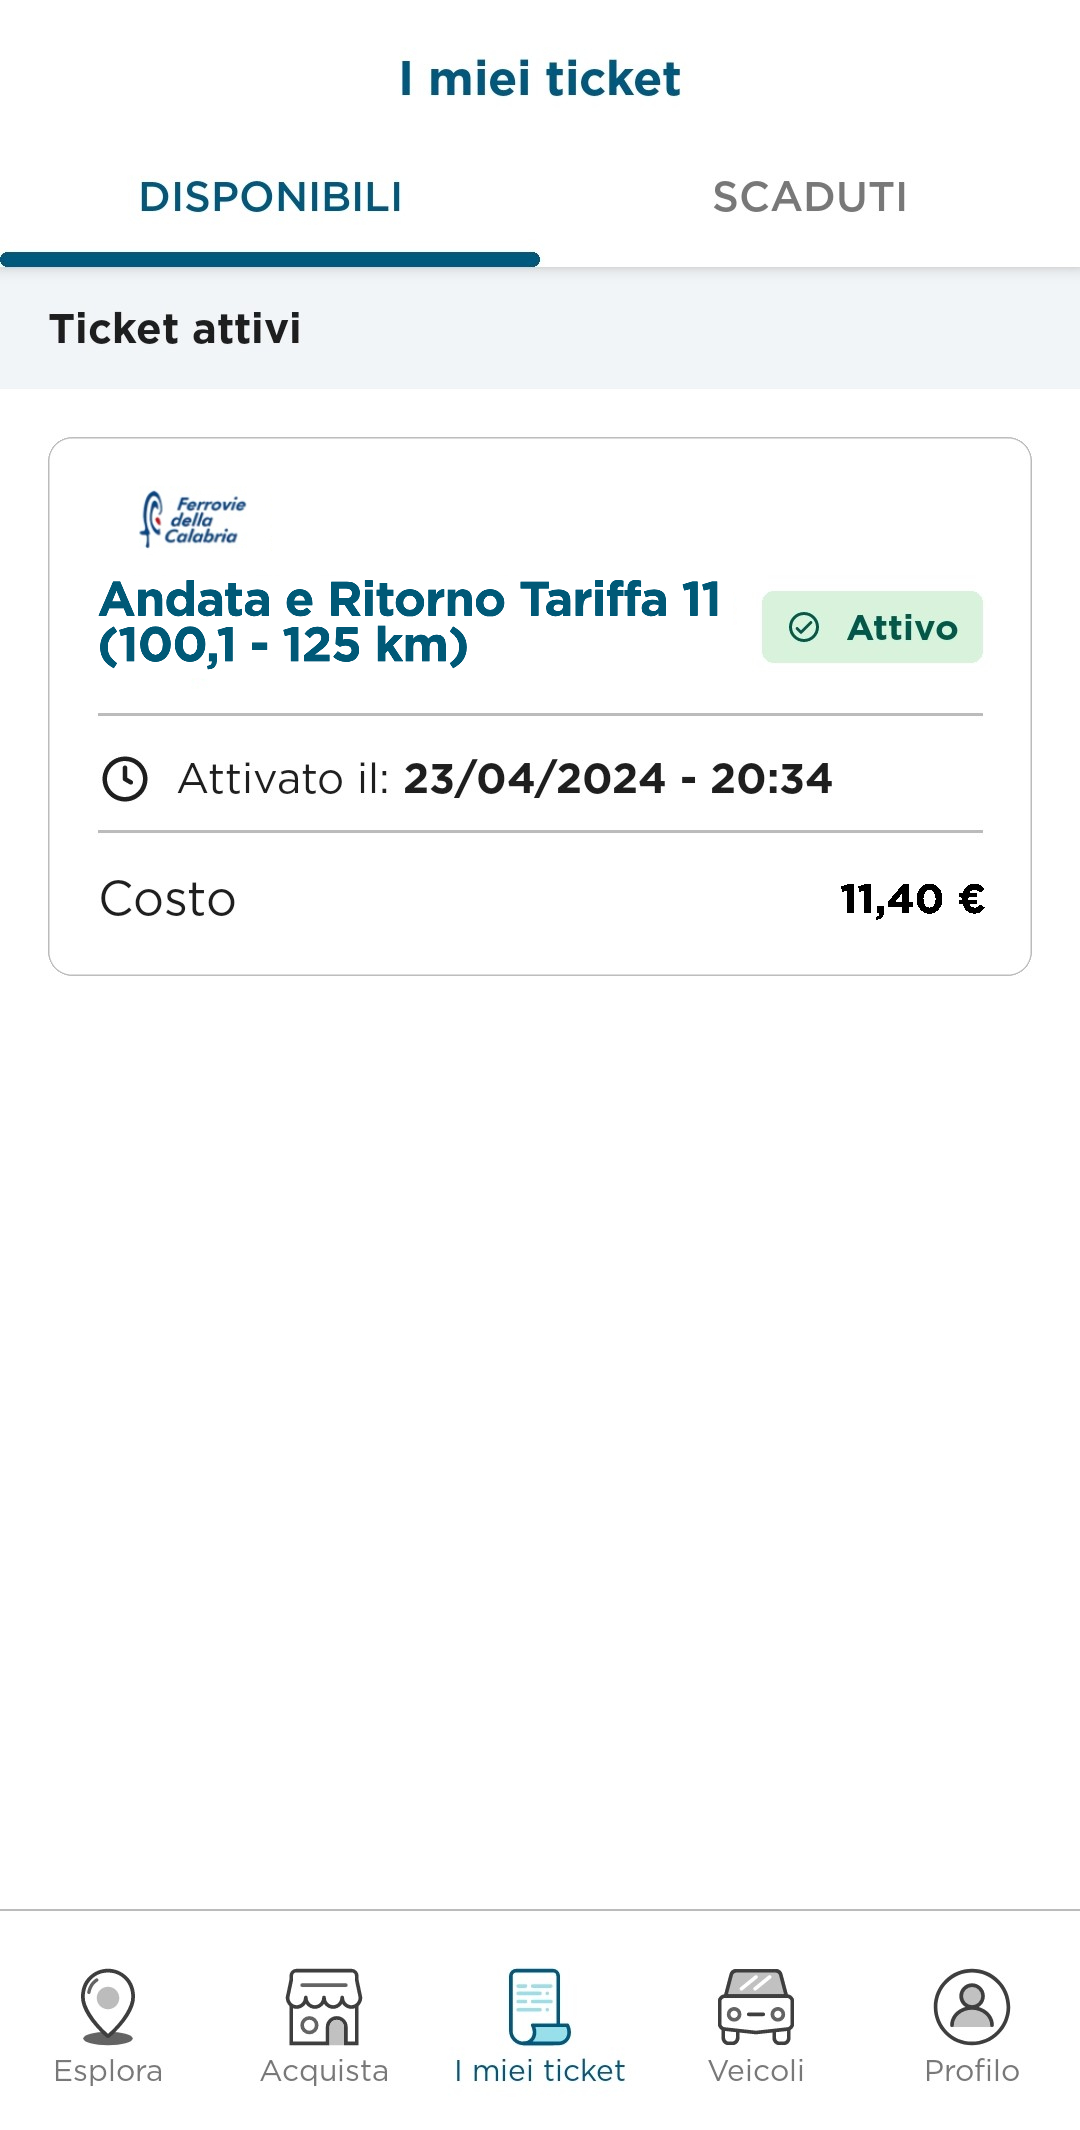 I miei ticket
DISPONIBILI
SCADUTI
Ticket attivi
Ferrovie
della
Calabria
Andata e Ritorno Tariffa 11
(100,1 - 125 km)
Attivo
Attivato il: 23/04/2024 - 20:34
Costo
11,40 €
Esplora
Acquista
I miei ticket
Veicoli
Profilo